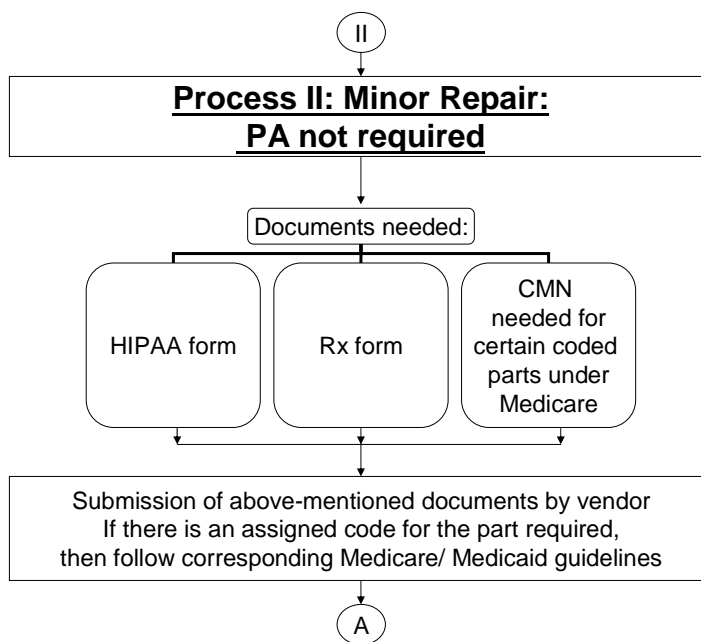 II
Process II: Minor Repair:
PA not required
Documents needed:
HIPAA form
Rx form
CMN
needed for
certain coded
parts under
Medicare
Submission of above-mentioned documents by vendor
If there is an assigned code for the part required,
then follow corresponding Medicare/ Medicaid guidelines
A